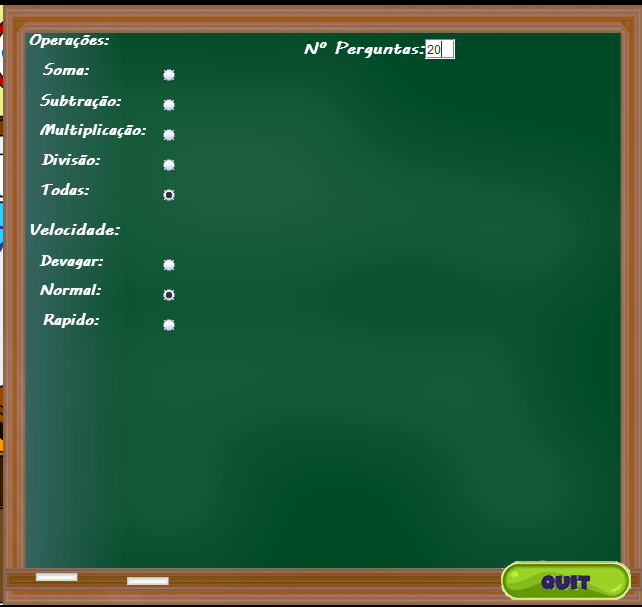 Operações:
Nº Perguntas: 20
Soma:
Subtração:
Multiplicação:
Divisão:
Todas:
Velocidade:
Devagar:
Normal:
Rapido:
QUIT